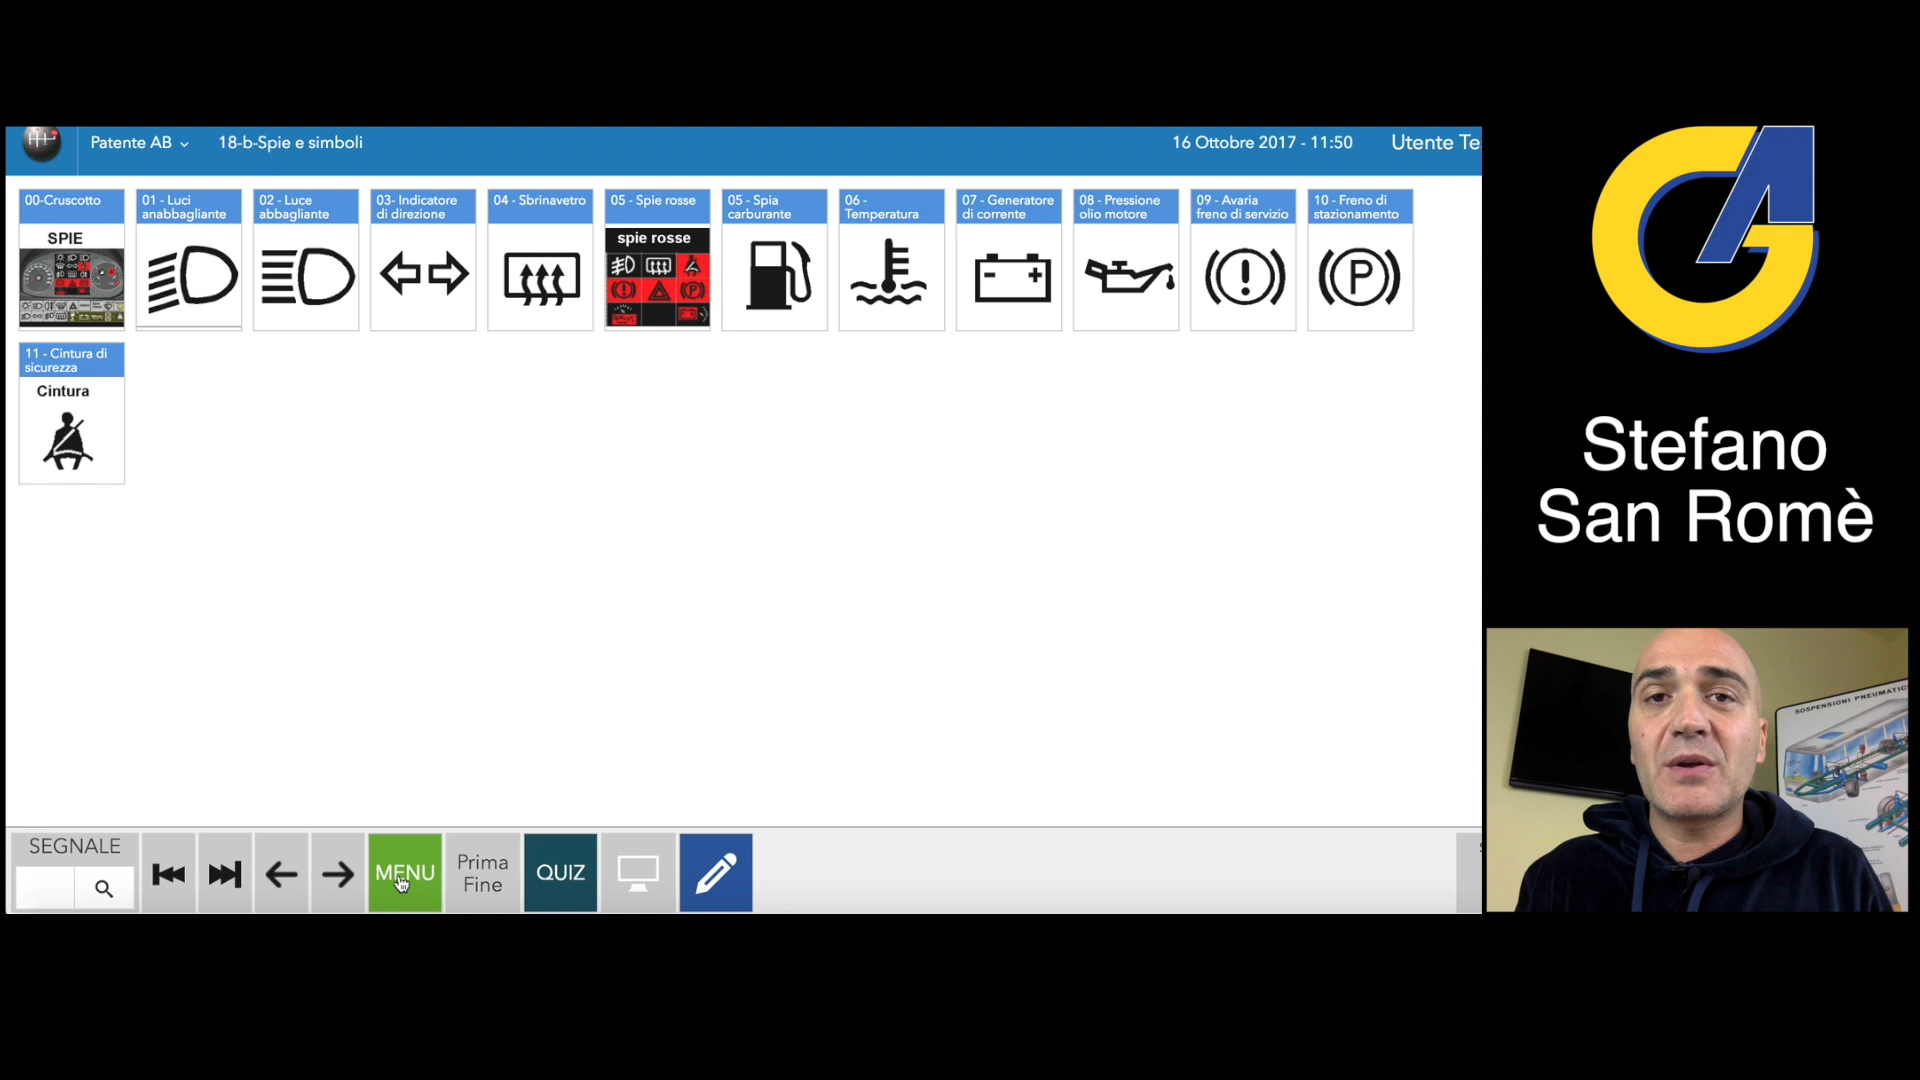 Patente AB
18-b-Spie e simboli
16 Ottobre 2017 - 11:50
Utente Te
00-Cruscotto
01 - Luci
anabbagliante
02 - Luce
abbagliante
03- Indicatore
di direzione
04 - Sbrinavetro
05 - Spie rosse
05 - Spia
carburante
06 -
Temperatura
07 - Generatore
di corrente
08 - Pressione
olio motore
09 - Avaria
freno di servizio
10 - Freno di
stazionamento
SPIE
spie rosse
P
11 - Cintura di
sicurezza
Cintura
Stefano
San Romè
SOSPENSIONI PNEUMATIC
SEGNALE
MENU
Prima
Fine
QUIZ